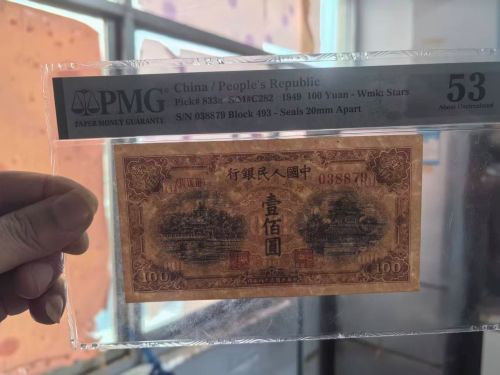 PMG
PAPER MONEY GUARANTY
China / People's Republic
Pick# 833a S/M#C282 1949 100 Yuan - Wmk: Stars
S/N 038879 Block 493 - Seals 20mm Apart
53
About Uncirculated
行銀民人國中
038879
壹佰圓
100
100